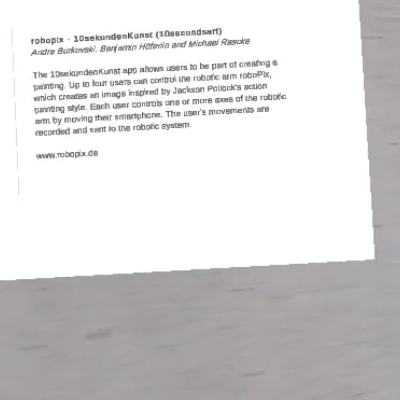 robopix · 10sekundenKunst (10secondsart)
Andre Burkovski, Benjamin Höferlin and Michael Raschke
The 10sekundenKunst app allows users to be part of creating a
painting. Up to four users can control the robotic arm roboPix,
which creates an image inspired by Jackson Pollock's action
painting style. Each user controls one or more axes of the robotic
arm by moving their smartphone. The user's movements are
recorded and sent to the robotic system.
www.robopix.de